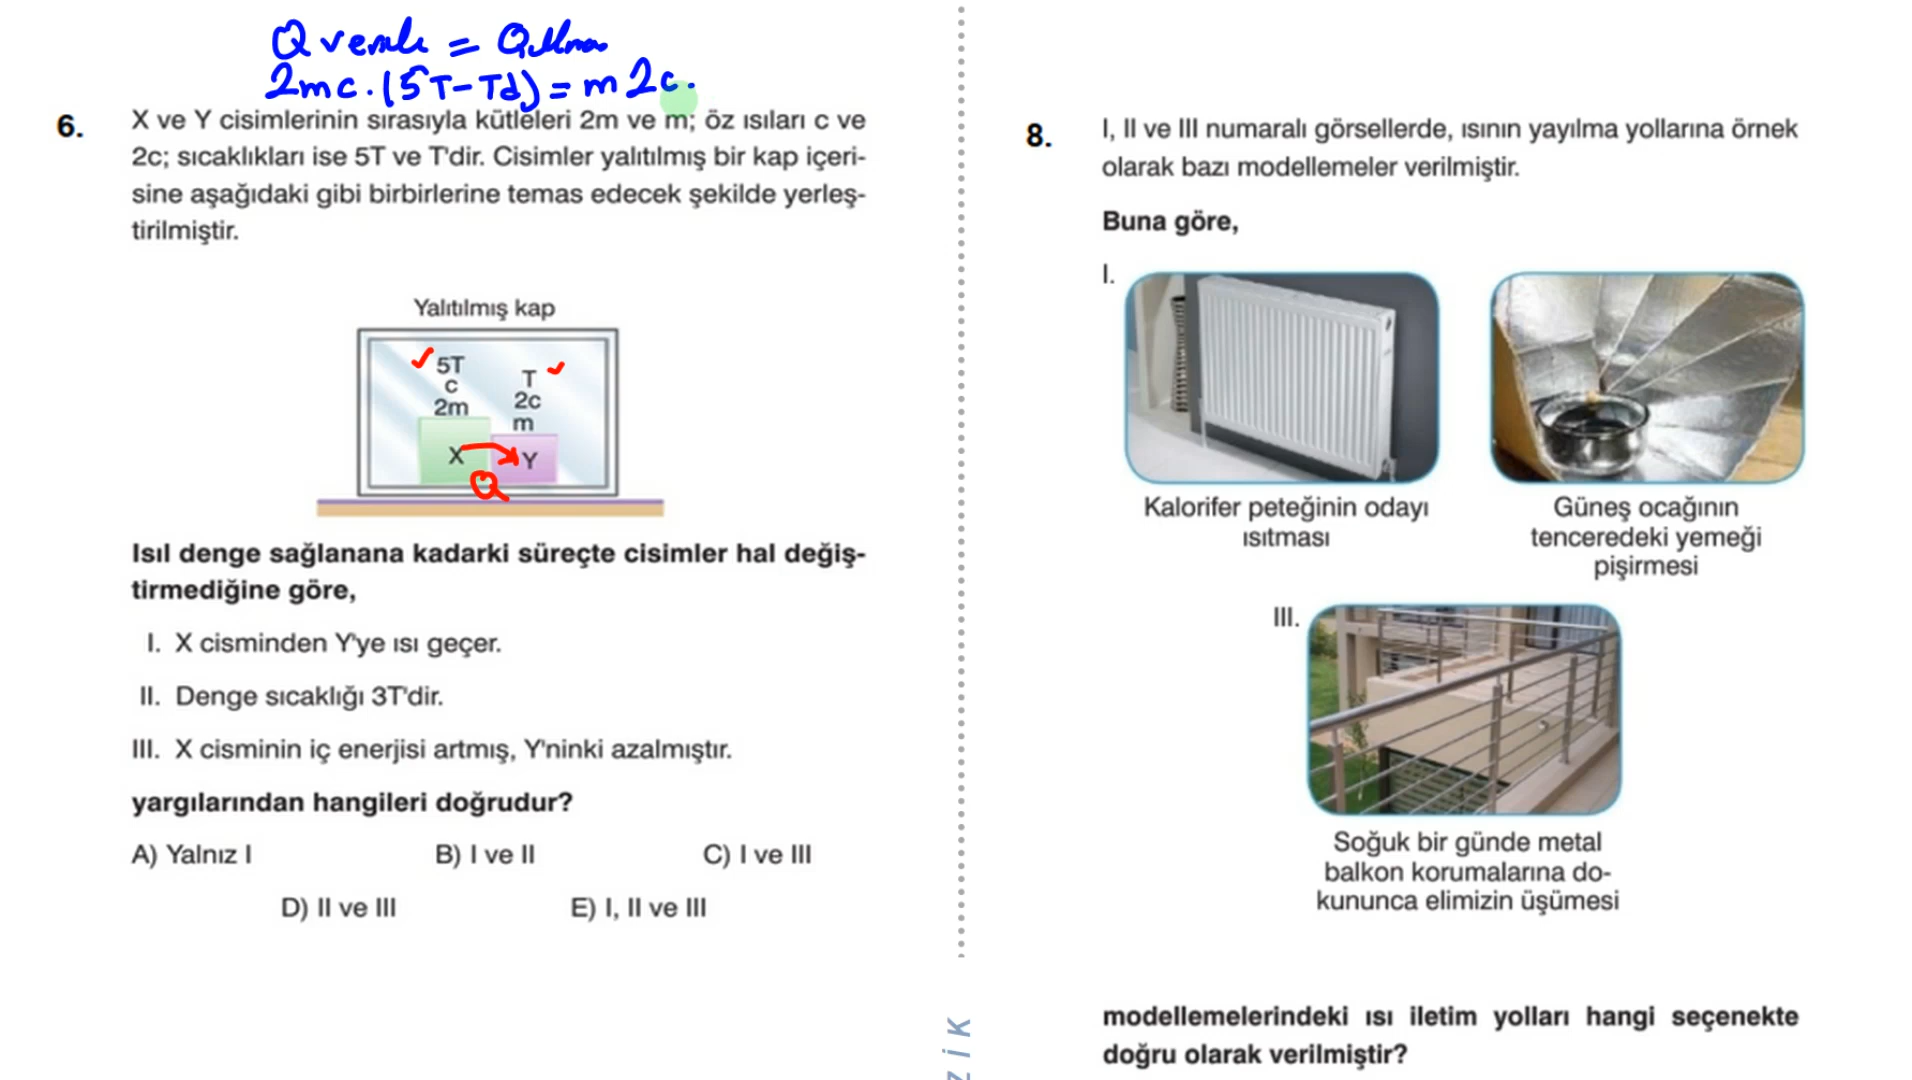 Q verilen = Q alınan
2mc.(5T-Td) = m2c.
6.
X ve Y cisimlerinin sırasıyla kütleleri 2m ve m; öz ısıları c ve
2c; sıcaklıkları ise 5T ve T'dir. Cisimler yalıtılmış bir kap içeri-
sine aşağıdaki gibi birbirlerine temas edecek şekilde yerleş-
tirilmiştir.
Yalıtılmış kap
5T
c
2m
T
2c
m
X
Y
Q
Isıl denge sağlanana kadarki süreçte cisimler hal değiş-
tirmediğine göre,
I. X cisminden Y'ye ısı geçer.
II. Denge sıcaklığı 3T'dir.
III. X cisminin iç enerjisi artmış, Y'ninki azalmıştır.
yargılarından hangileri doğrudur?
A) Yalnız I B) I ve II C) I ve III
D) II ve III E) I, II ve III
8.
I, II ve III numaralı görsellerde, ısının yayılma yollarına örnek
olarak bazı modellemeler verilmiştir.
Buna göre,
I.
Kalorifer peteğinin odayı
ısıtması
Güneş ocağının
tenceredeki yemeği
pişirmesi
III.
Soğuk bir günde metal
balkon korumalarına do-
kununca elimizin üşümesi
modellemelerindeki ısı iletim yolları hangi seçenekte
doğru olarak verilmiştir?
ZİK